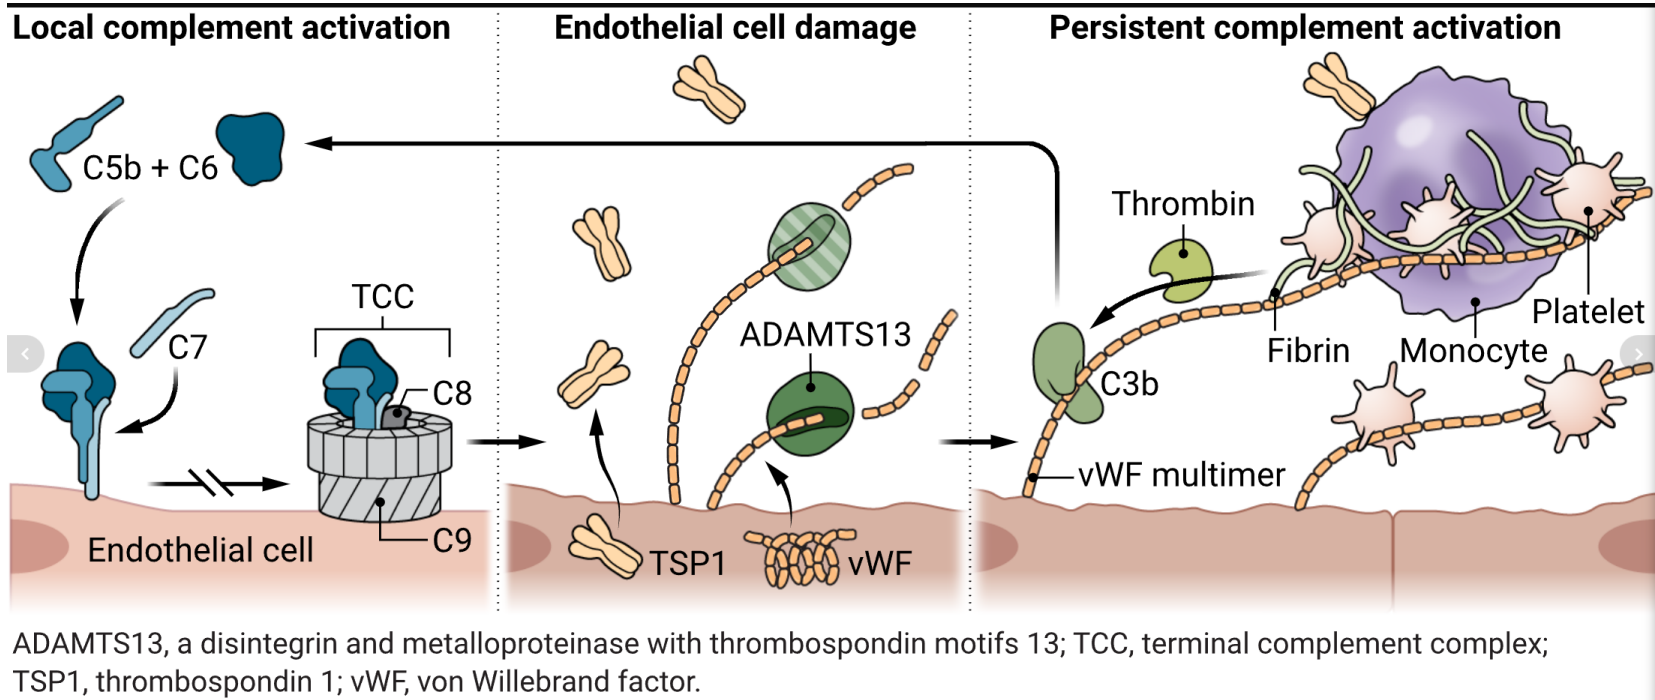 Local complement activation
Endothelial cell damage
Persistent complement activation
C5b + C6
C7
TCC
C8
C9
Endothelial cell
ADAMTS13
TSP1
vWF
Thrombin
C3b
Fibrin
Monocyte
Platelet
vWF multimer
ADAMTS13, a disintegrin and metalloproteinase with thrombospondin motifs 13; TCC, terminal complement complex;
TSP1, thrombospondin 1; vWF, von Willebrand factor.